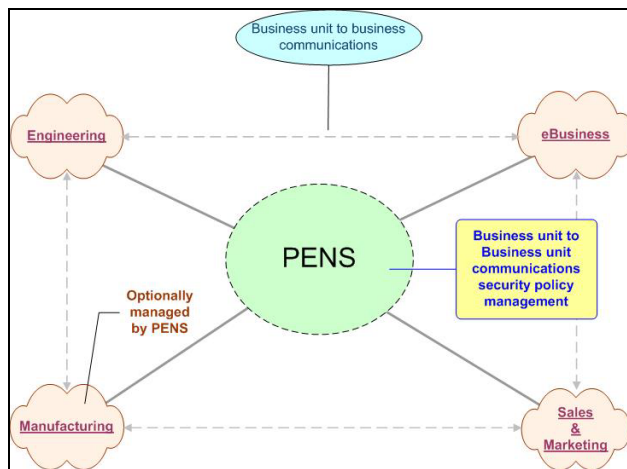 Business unit to business
communications
Engineering
eBusiness
PENS
Business unit to
Business unit
communications
security policy
management
Optionally
managed
by PENS
Manufacturing
Sales
&
Marketing